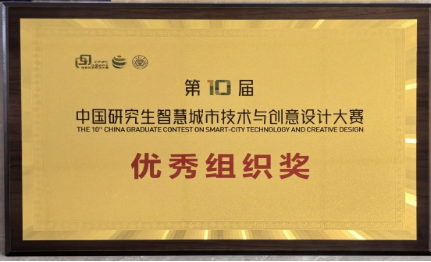 第10届
中国研究生智慧城市技术与创意设计大赛
THE 10TH CHINA GRADUATE CONTEST ON SMART-CITY TECHNOLOGY AND CREATIVE DESIGN
优秀组织奖